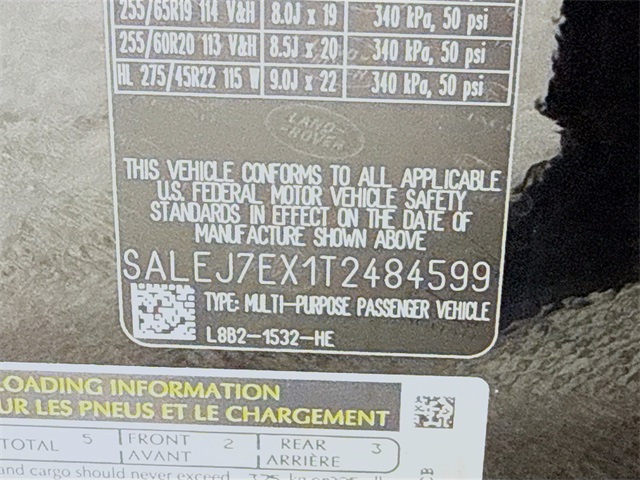 255/65R19 114 V&H 8.0J x 19 340 kPa, 50 psi
255/60R20 113 V&H 8.5J x 20 340 kPa, 50 psi
HL 275/45R22 115 W 9.0J x 22 340 kPa, 50 psi
LAND
ROVER
THIS VEHICLE CONFORMS TO ALL APPLICABLE
U.S. FEDERAL MOTOR VEHICLE SAFETY
STANDARDS IN EFFECT ON THE DATE OF
MANUFACTURE SHOWN ABOVE
SALEJ7EX1T2484599
TYPE: MULTI-PURPOSE PASSENGER VEHICLE
L8B2-1532-HE
LOADING INFORMATION
UR LES PNEUS ET LE CHARGEMENT
TOTAL 5 FRONT 2 REAR 3
AVANT ARRIÈRE
and cargo should never exceed